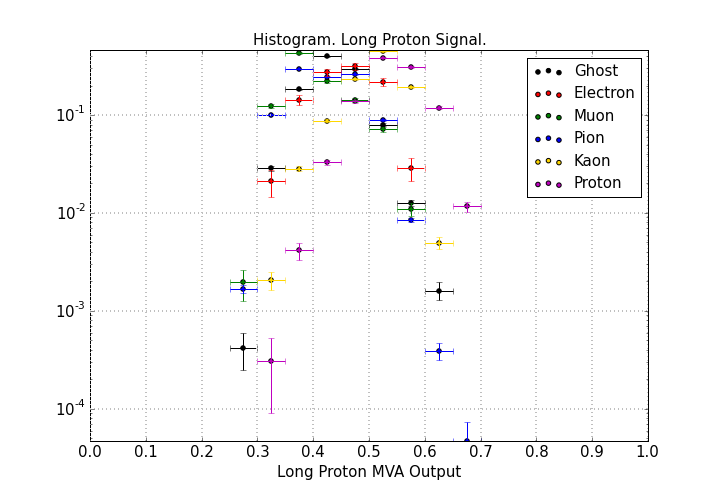 Histogram. Long Proton Signal.
Ghost
Electron
Muon
Pion
Kaon
Proton
10^-1
10^-2
10^-3
10^-4
0.0 0.1 0.2 0.3 0.4 0.5 0.6 0.7 0.8 0.9 1.0
Long Proton MVA Output